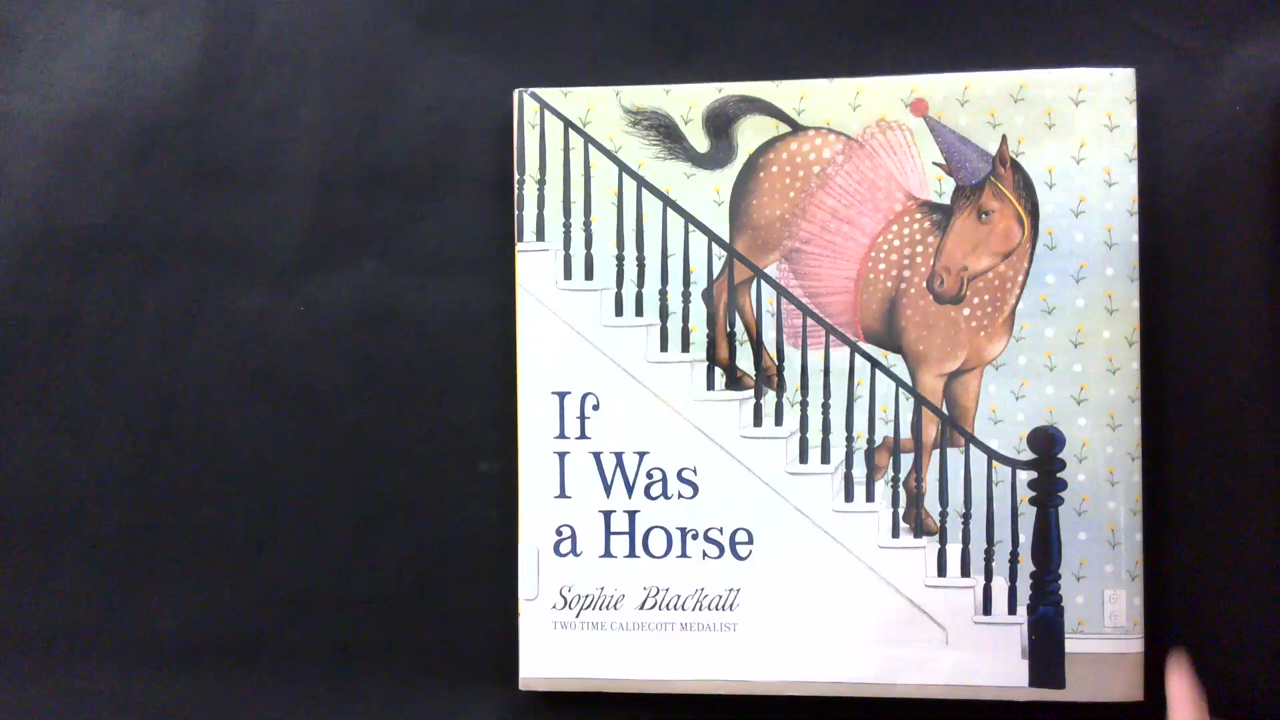 If
I Was
a Horse
Sophie Blackall
TWO-TIME CALDECOTT MEDALIST